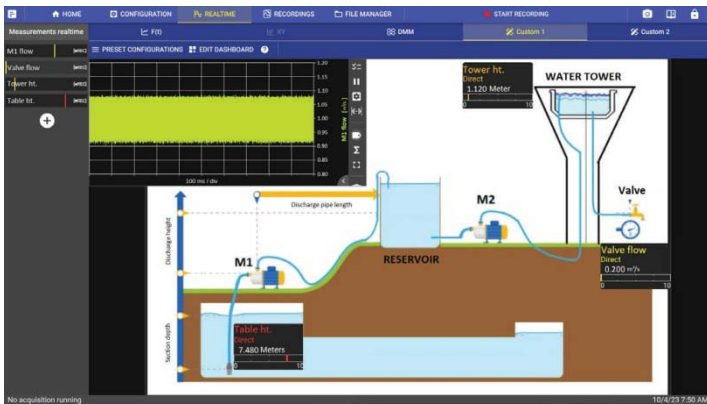 HOME
CONFIGURATION
REALTIME
RECORDINGS
FILE MANAGER
START RECORDING
Measurements realtime
F(t)
XY
DMM
Custom 1
Custom 2
PRESET CONFIGURATIONS
EDIT DASHBOARD
M1 flow
Valve flow
Tower ht.
Table ht.
1.20
1.15
1.10
1.05
1.00
0.95
0.90
0.85
0.80
M1 flow
100 ms / div
Tower ht.
Direct
1.120 Meter
0 10
WATER TOWER
Valve
M2
Discharge pipe length
Discharge height
M1
RESERVOIR
Valve flow
Direct
0.200 m³/s
0 10
Section depth
Table ht.
Direct
7.480 Meters
0 10
No acquisition running
10/4/23 7:50 AM